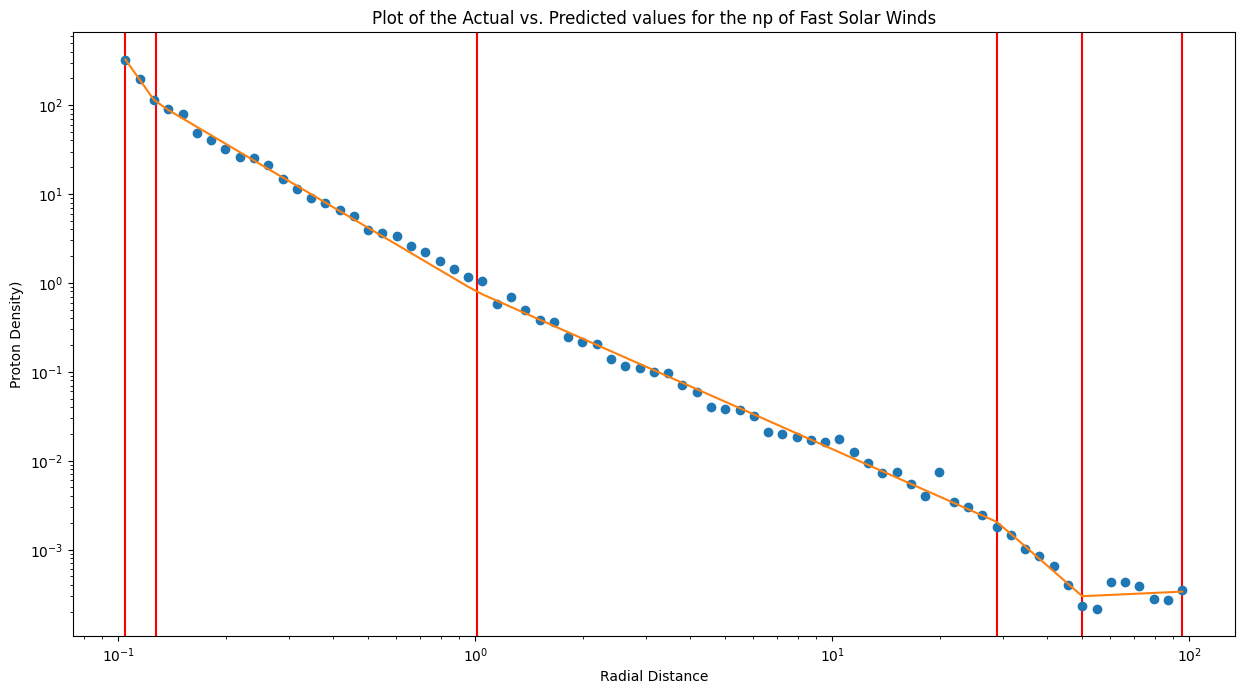 Plot of the Actual vs. Predicted values for the np of Fast Solar Winds
Proton Density)
10²
10¹
10⁰
10⁻¹
10⁻²
10⁻³
10⁻¹ 10⁰ 10¹ 10²
Radial Distance